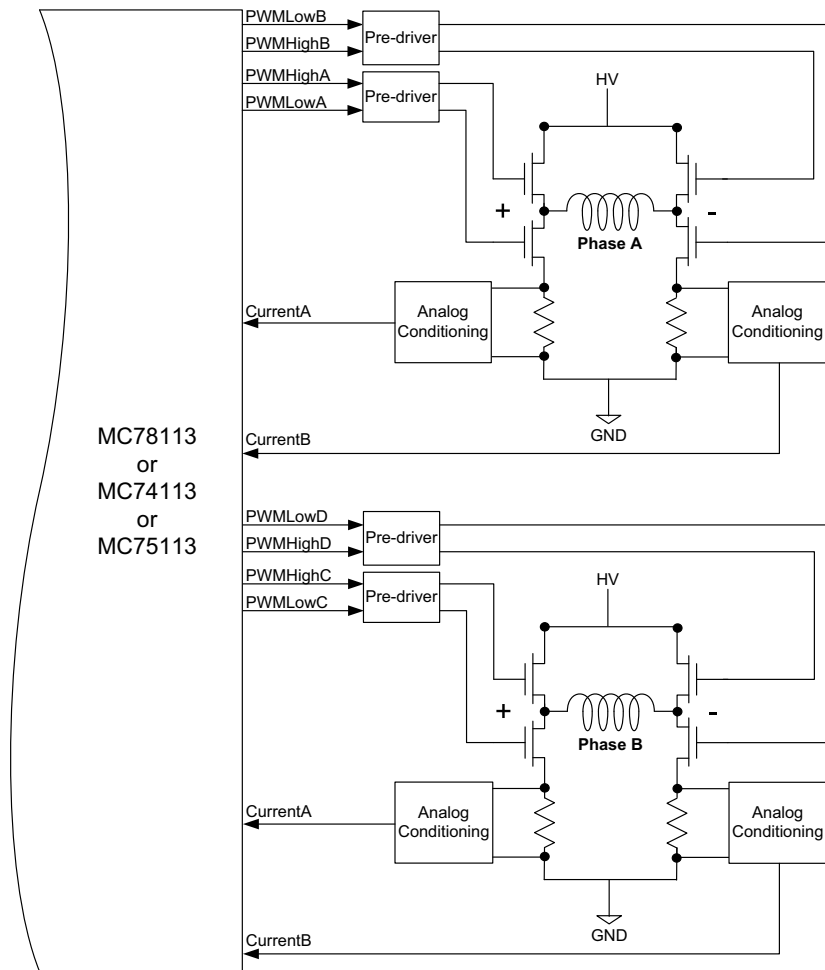 PWMLowB
PWMHighB
Pre-driver
PWMHighA
PWMLowA
Pre-driver
HV
+
-
Phase A
CurrentA
Analog
Conditioning
Analog
Conditioning
GND
CurrentB
MC78113
or
MC74113
or
MC75113
PWMLowD
PWMHighD
Pre-driver
PWMHighC
PWMLowC
Pre-driver
HV
+
-
Phase B
CurrentA
Analog
Conditioning
Analog
Conditioning
GND
CurrentB